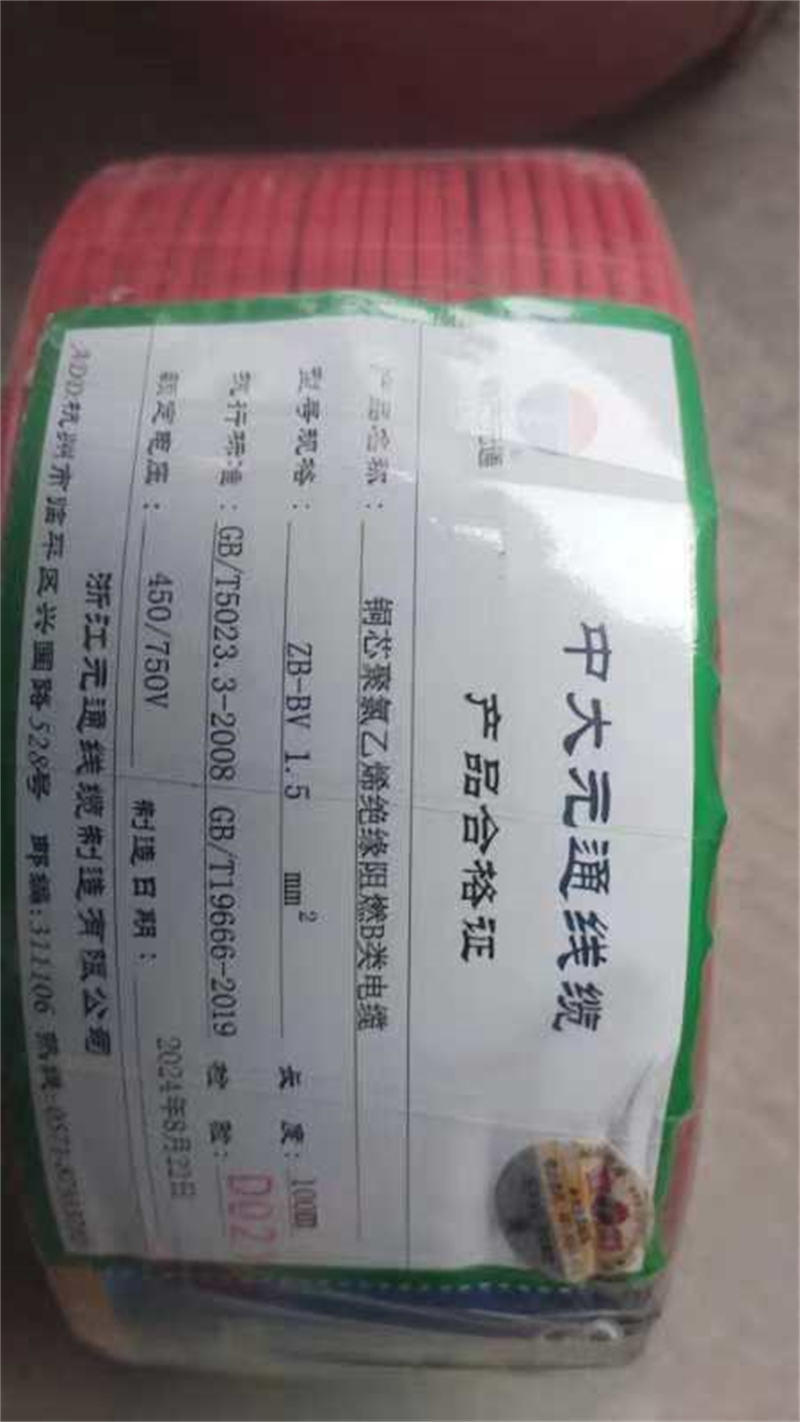 中大元通线缆
产品合格证
产品名称：铜芯聚氯乙烯绝缘阻燃B类电缆
型号规格：ZB-BV 1.5 mm² 长度：100m
执行标准：GB/T5023.3-2008 GB/T19666-2019 检验：D02
额定电压：450/750V 制造日期：2024年8月22日
浙江元通线缆制造有限公司
ADD:杭州市临平区兴国路528号 邮编:311106 热线: